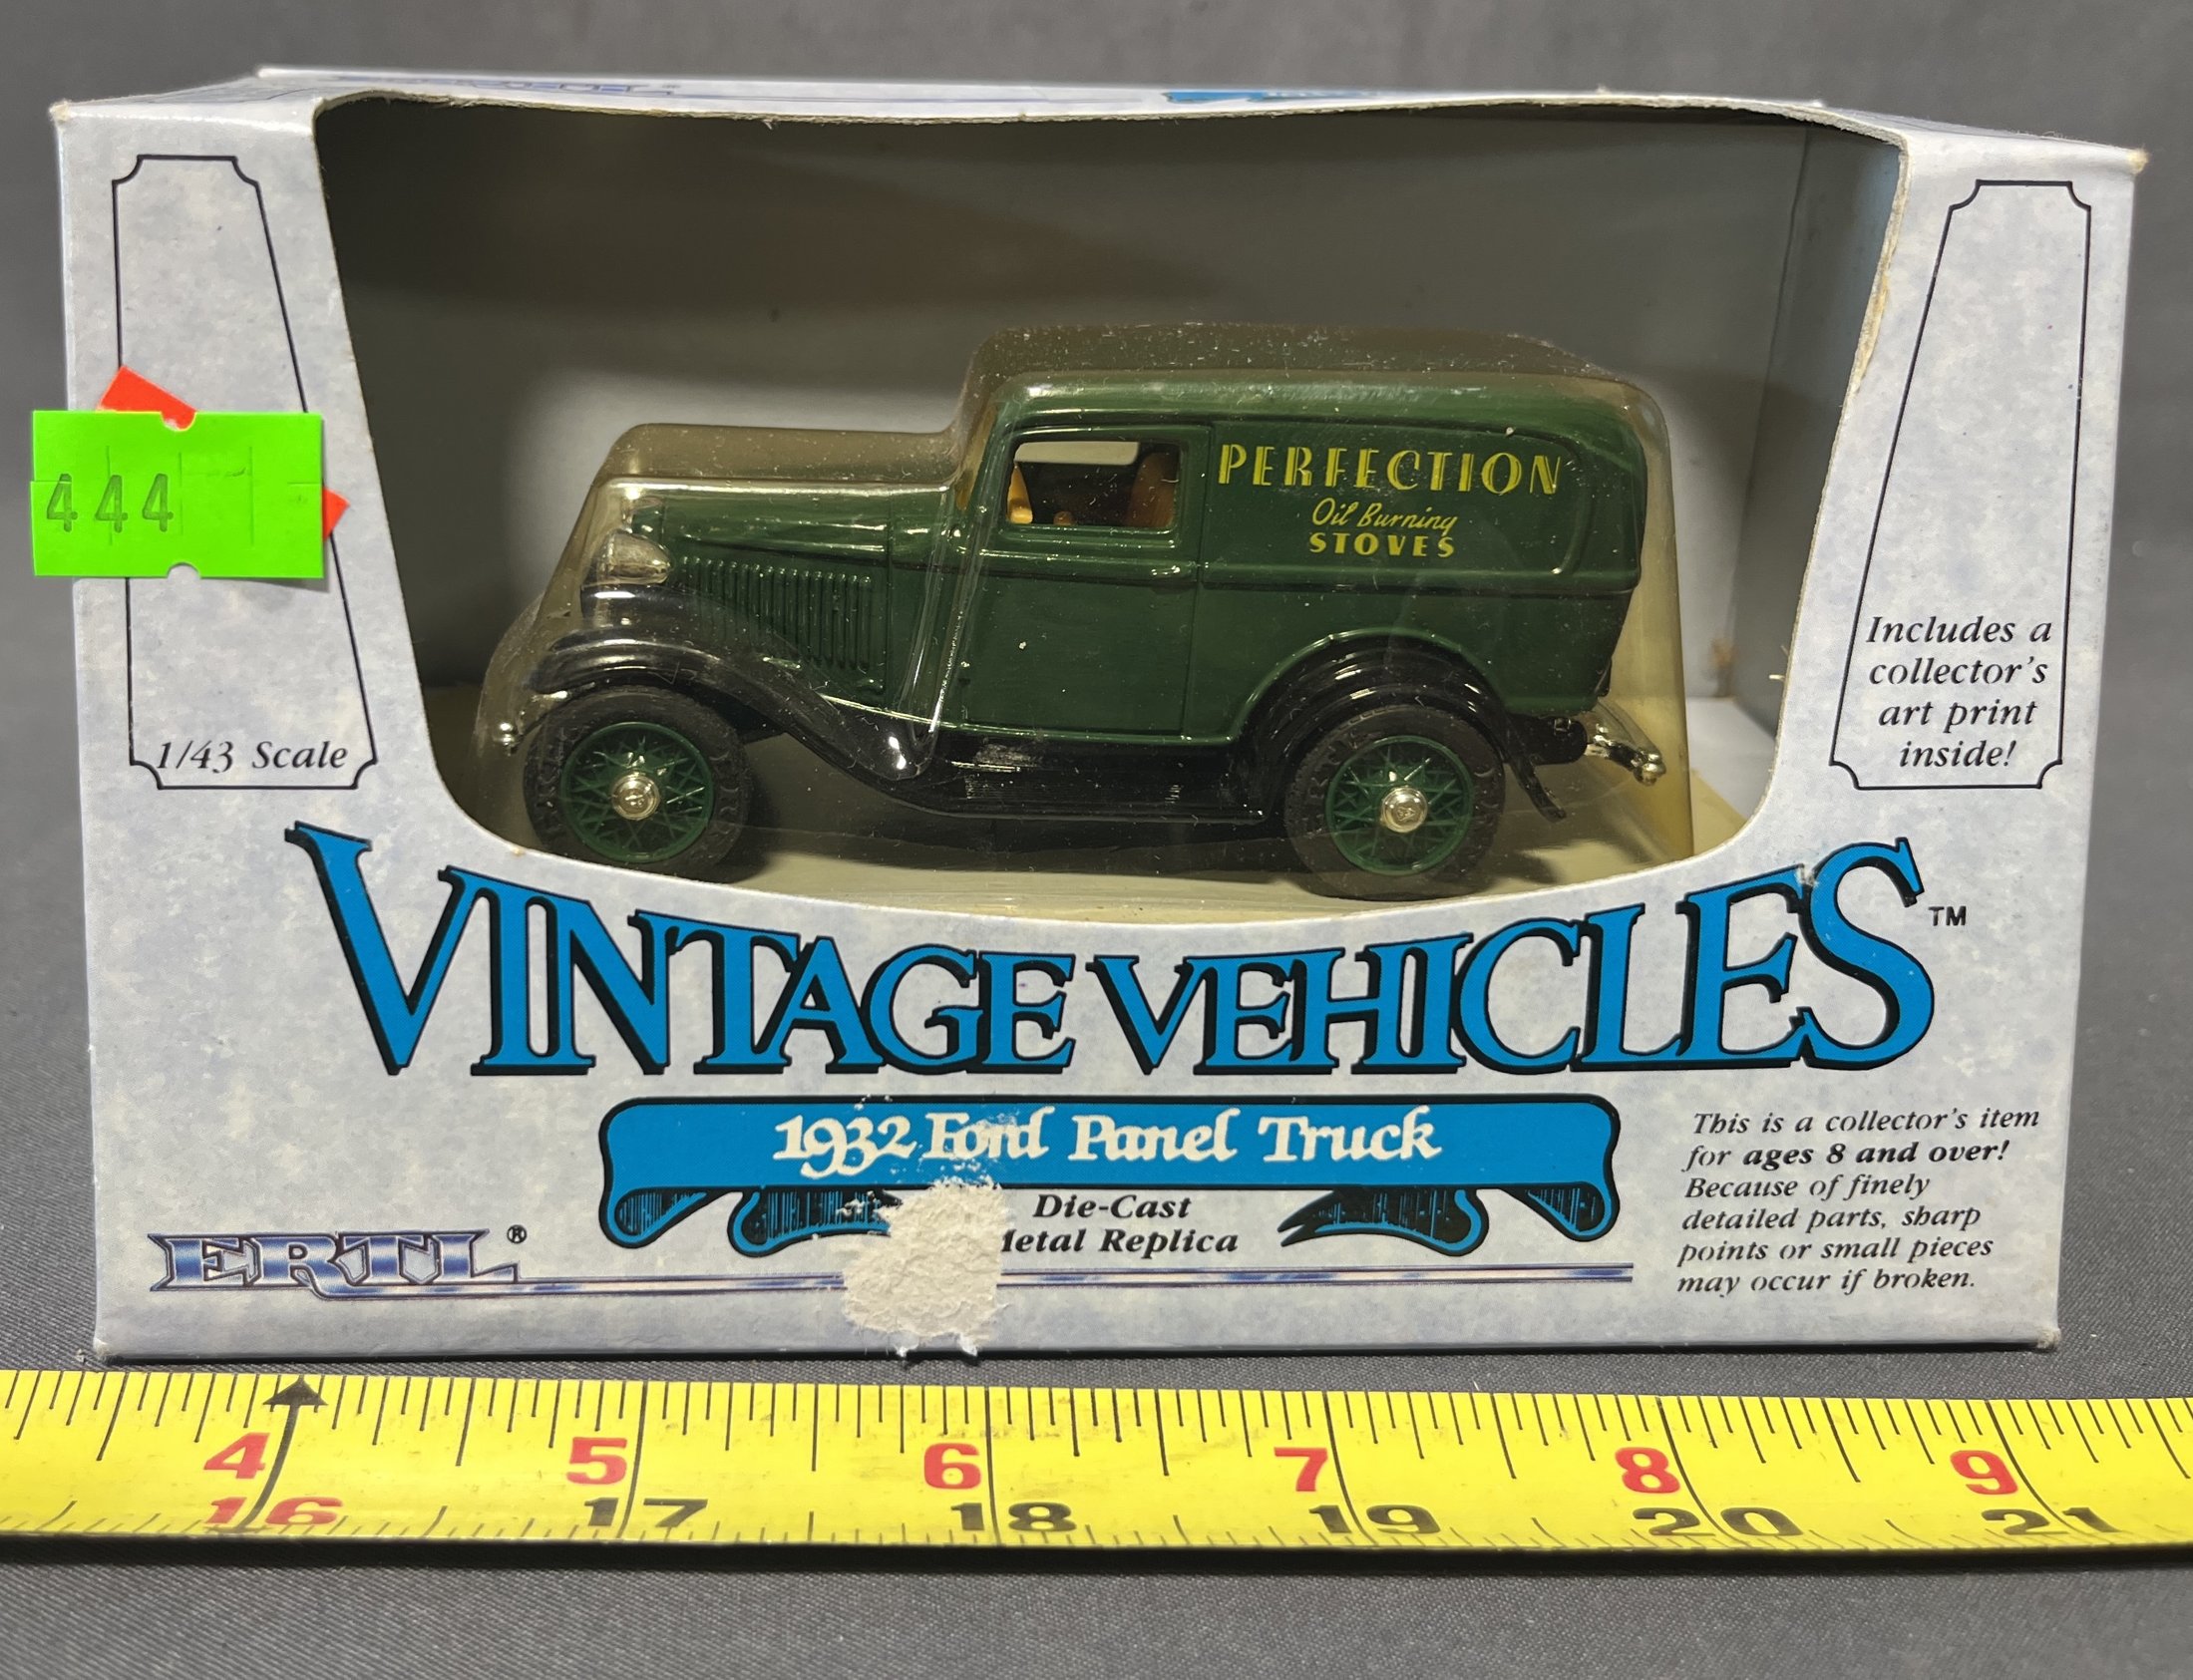 444
1/43 Scale
PERFECTION
Oil Burning
STOVES
Includes a
collector's
art print
inside!
VINTAGE VEHICLES™
1932 Ford Panel Truck
Die-Cast
Replica
ERTL®
This is a collector's item
for ages 8 and over!
Because of finely
detailed parts, sharp
points or small pieces
may occur if broken.
4 5 6 7 8 9
16 17 18 19 20 21